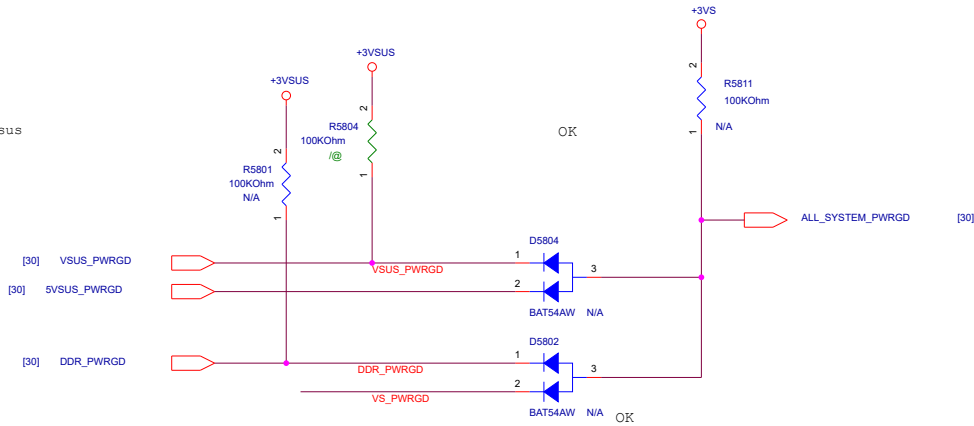 +3VS
+3VSUS
+3VSUS
2
R5811
100KOhm
N/A
1
2
R5804
100KOhm
/@
1
sus
OK
2
R5801
100KOhm
N/A
1
ALL_SYSTEM_PWRGD [30]
D5804
[30] VSUS_PWRGD
VSUS_PWRGD
1
3
[30] 5VSUS_PWRGD
2
BAT54AW N/A
D5802
[30] DDR_PWRGD
DDR_PWRGD
1
3
VS_PWRGD
2
BAT54AW N/A
OK